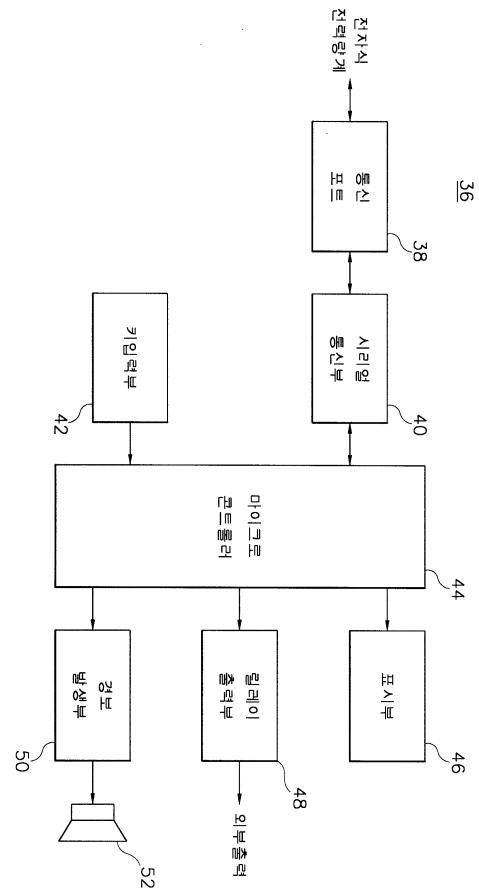 36
전자식
전력량계
통신
포트
38
시리얼
통신부
40
키입력부
42
마이크로
콘트롤러
44
표시부
46
릴레이
출력부
48
외부출력
경보
발생부
50
52